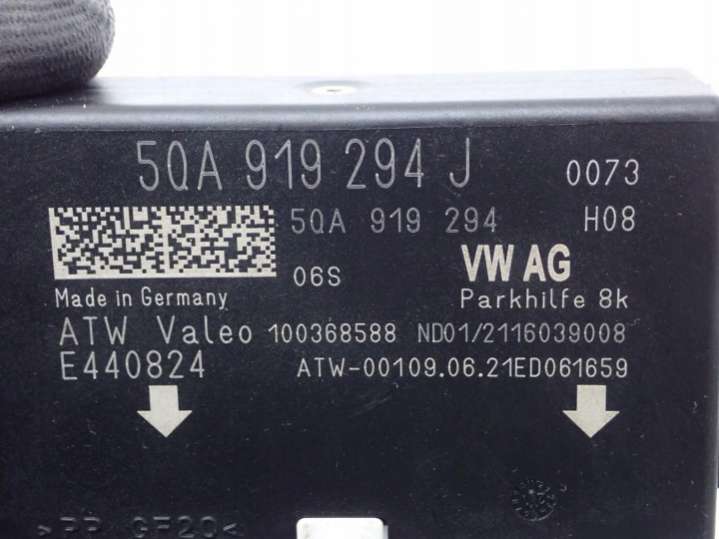 5QA 919 294 J 0073
5QA 919 294 H08
06S VW AG
Made in Germany Parkhilfe 8k
ATW Valeo 100368588 ND01/2116039008
E440824 ATW-00109.06.21ED061659
>PP GF20<